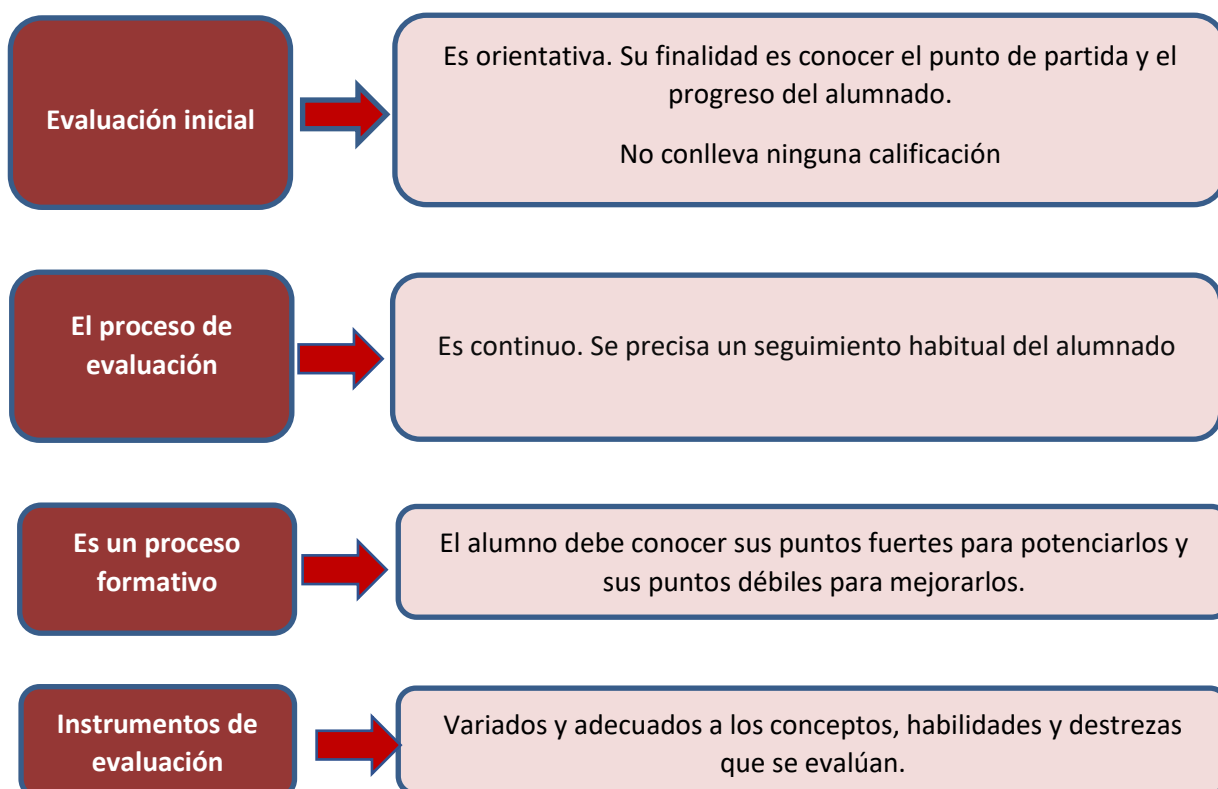 Evaluación inicial
Es orientativa. Su finalidad es conocer el punto de partida y el
progreso del alumnado.
No conlleva ninguna calificación
El proceso de
evaluación
Es continuo. Se precisa un seguimiento habitual del alumnado
Es un proceso
formativo
El alumno debe conocer sus puntos fuertes para potenciarlos y
sus puntos débiles para mejorarlos.
Instrumentos de
evaluación
Variados y adecuados a los conceptos, habilidades y destrezas
que se evalúan.